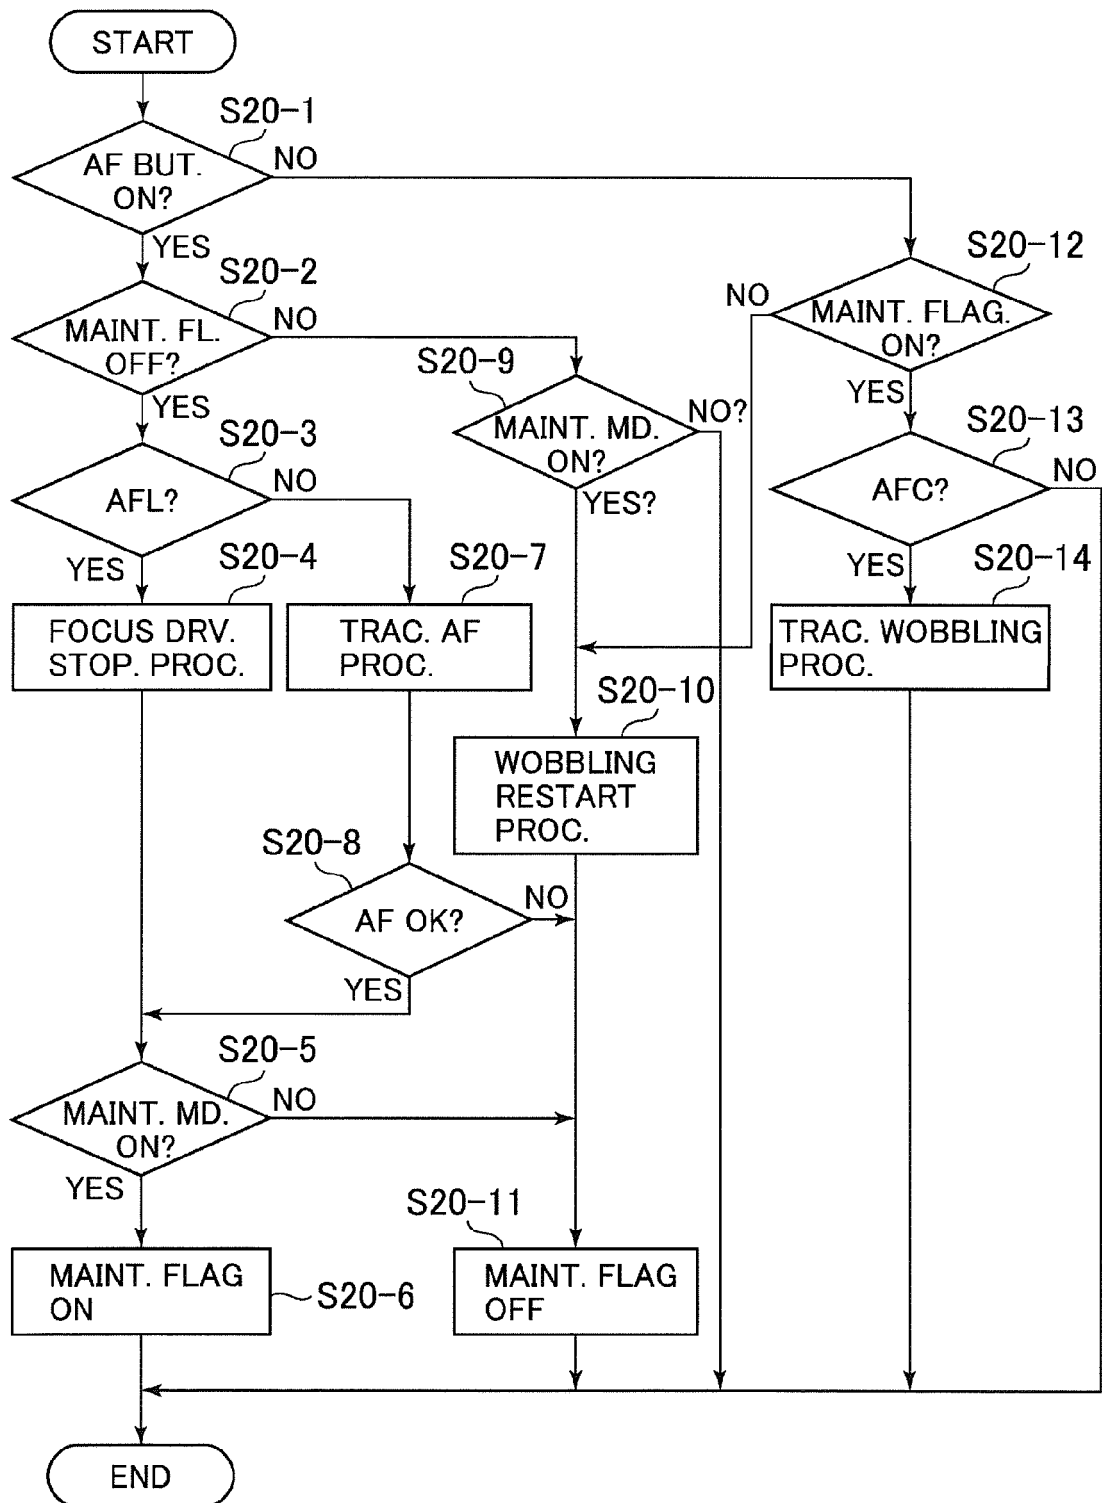 START
S20-1
AF BUT.
ON?
NO
YES
S20-2
MAINT. FL.
OFF?
NO
YES
S20-12
MAINT. FLAG.
ON?
NO
YES
S20-9
MAINT. MD.
ON?
NO?
YES?
S20-3
AFL?
NO
YES
S20-13
AFC?
NO
YES
S20-4
FOCUS DRV.
STOP. PROC.
S20-7
TRAC. AF
PROC.
S20-14
TRAC. WOBBLING
PROC.
S20-10
WOBBLING
RESTART
PROC.
S20-8
AF OK?
NO
YES
S20-5
MAINT. MD.
ON?
NO
YES
S20-6
MAINT. FLAG
ON
S20-11
MAINT. FLAG
OFF
END